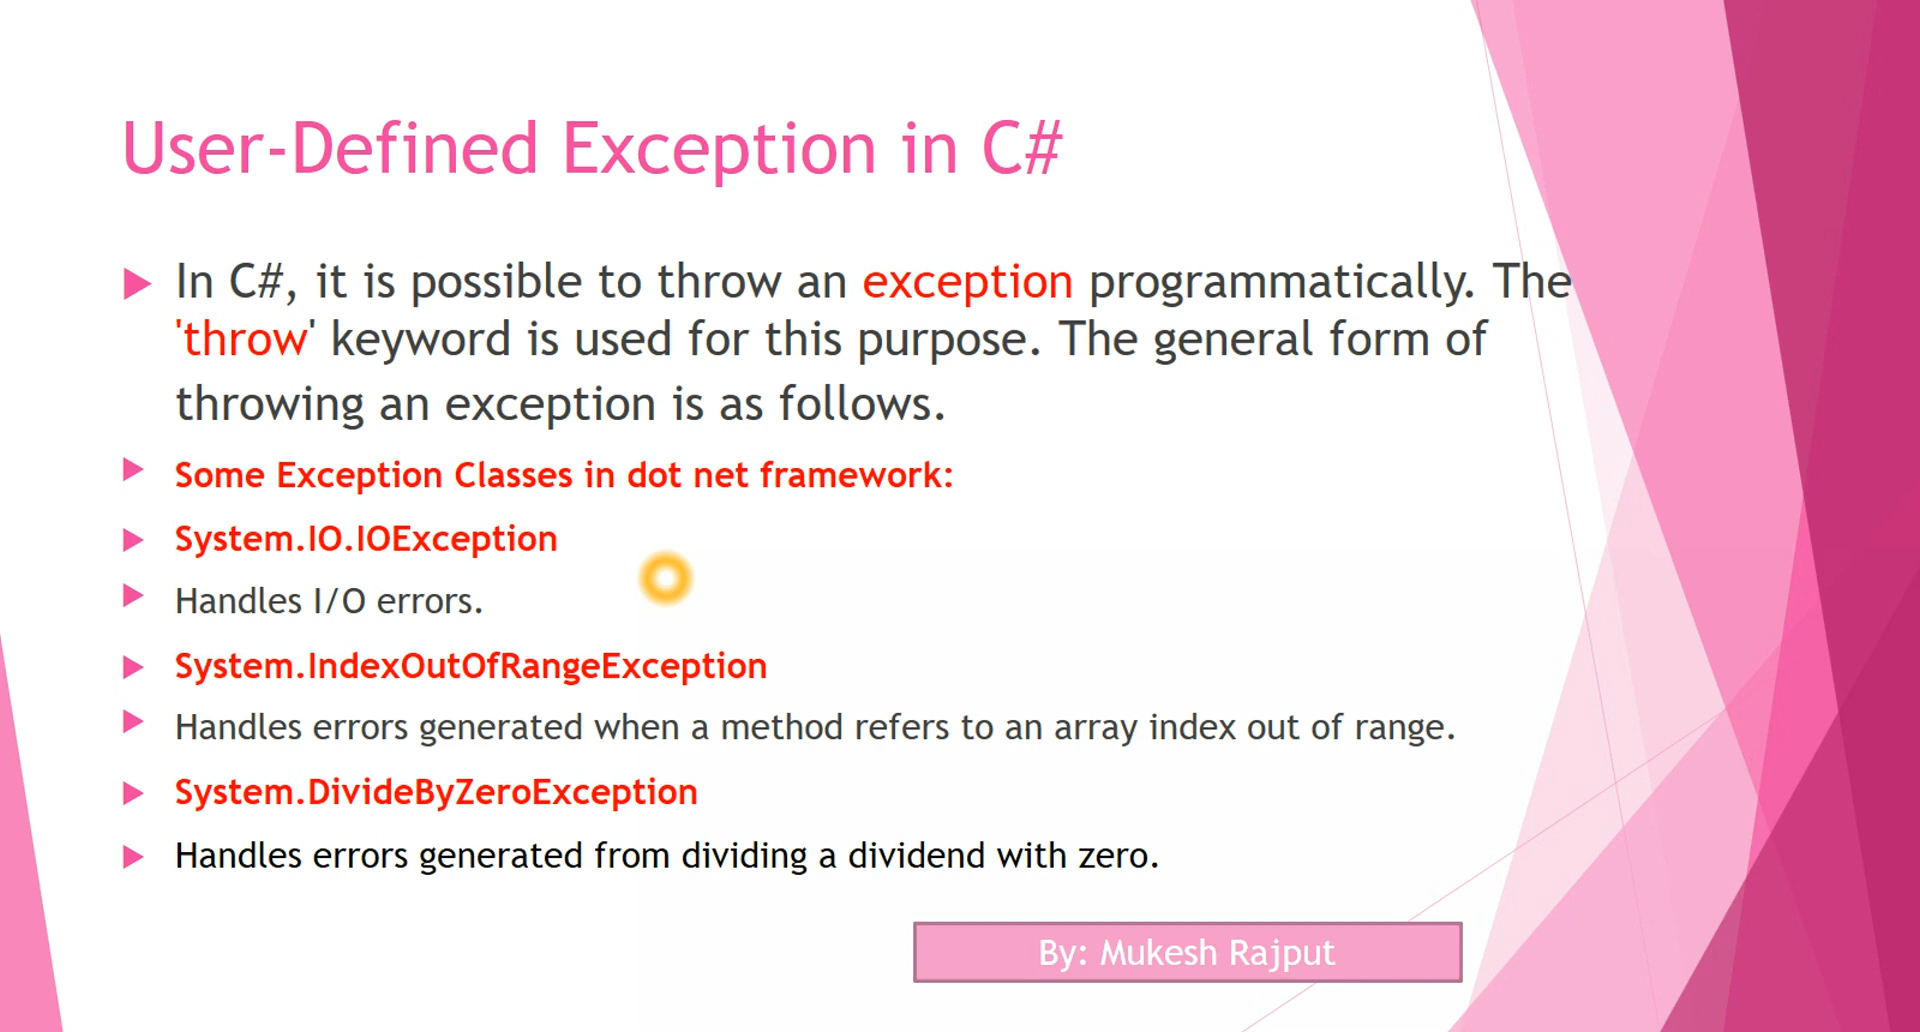 User-Defined Exception in C#
In C#, it is possible to throw an exception programmatically. The
'throw' keyword is used for this purpose. The general form of
throwing an exception is as follows.
Some Exception Classes in dot net framework:
System.IO.IOException
Handles I/O errors.
System.IndexOutOfRangeException
Handles errors generated when a method refers to an array index out of range.
System.DivideByZeroException
Handles errors generated from dividing a dividend with zero.
By: Mukesh Rajput